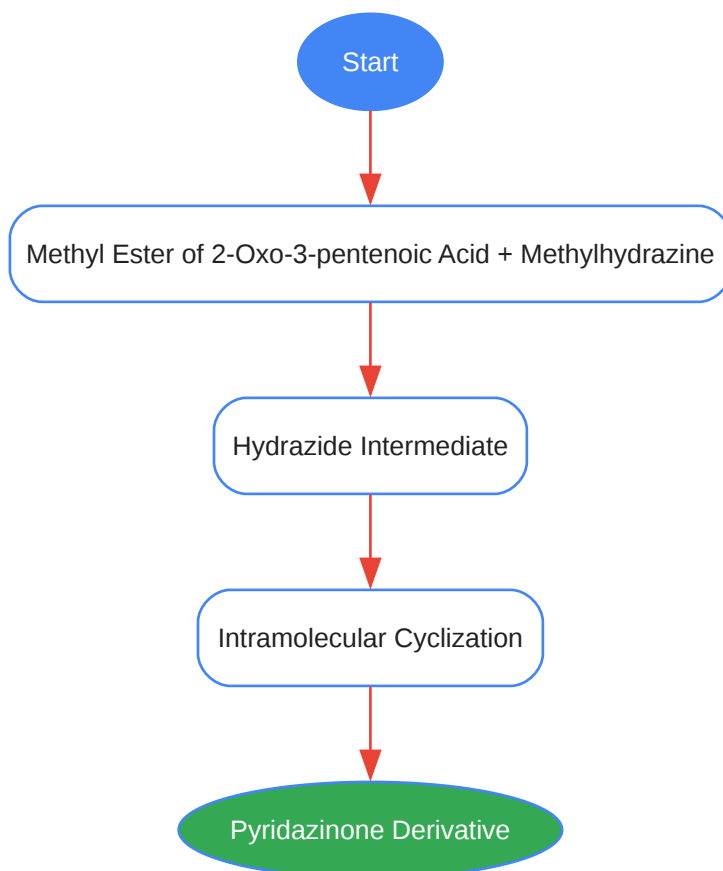 Start
Methyl Ester of 2-Oxo-3-pentenoic Acid + Methylhydrazine
Hydrazide Intermediate
Intramolecular Cyclization
Pyridazinone Derivative